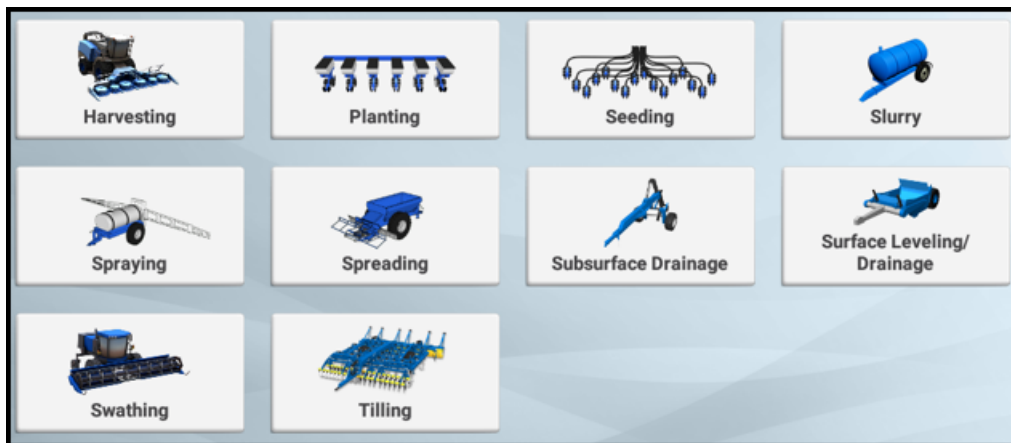 Harvesting
Planting
Seeding
Slurry
Spraying
Spreading
Subsurface Drainage
Surface Leveling/
Drainage
Swathing
Tilling